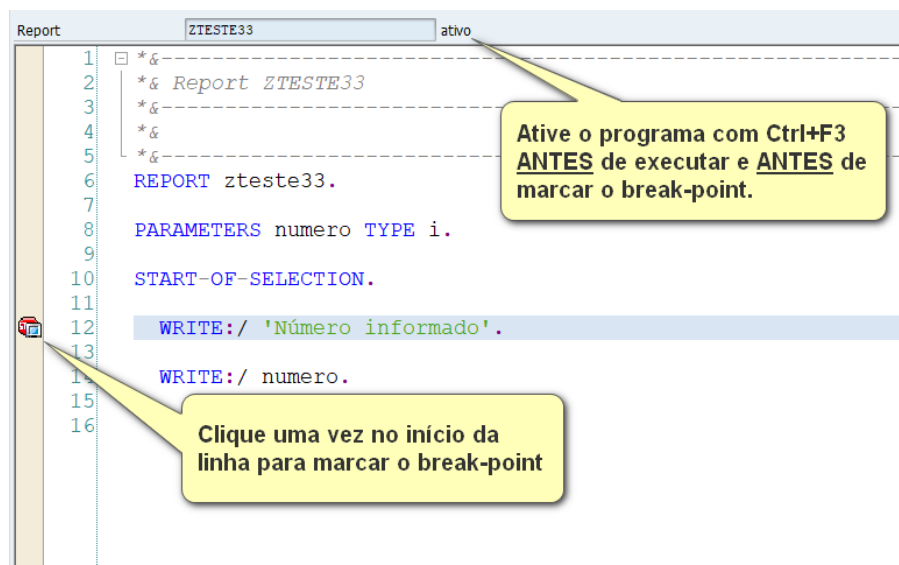 Report ZTESTE33 ativo
1 *&---------------------------------------------------------------------
2 *& Report ZTESTE33
3 *&---------------------------------------------------------------------
4 *&
5 *&---------------------------------------------------------------------
6 REPORT zteste33.
7
8 PARAMETERS numero TYPE i.
9
10 START-OF-SELECTION.
11
12 WRITE:/ 'Número informado'.
13
14 WRITE:/ numero.
15
16
Ative o programa com Ctrl+F3
ANTES de executar e ANTES de
marcar o break-point.
Clique uma vez no início da
linha para marcar o break-point